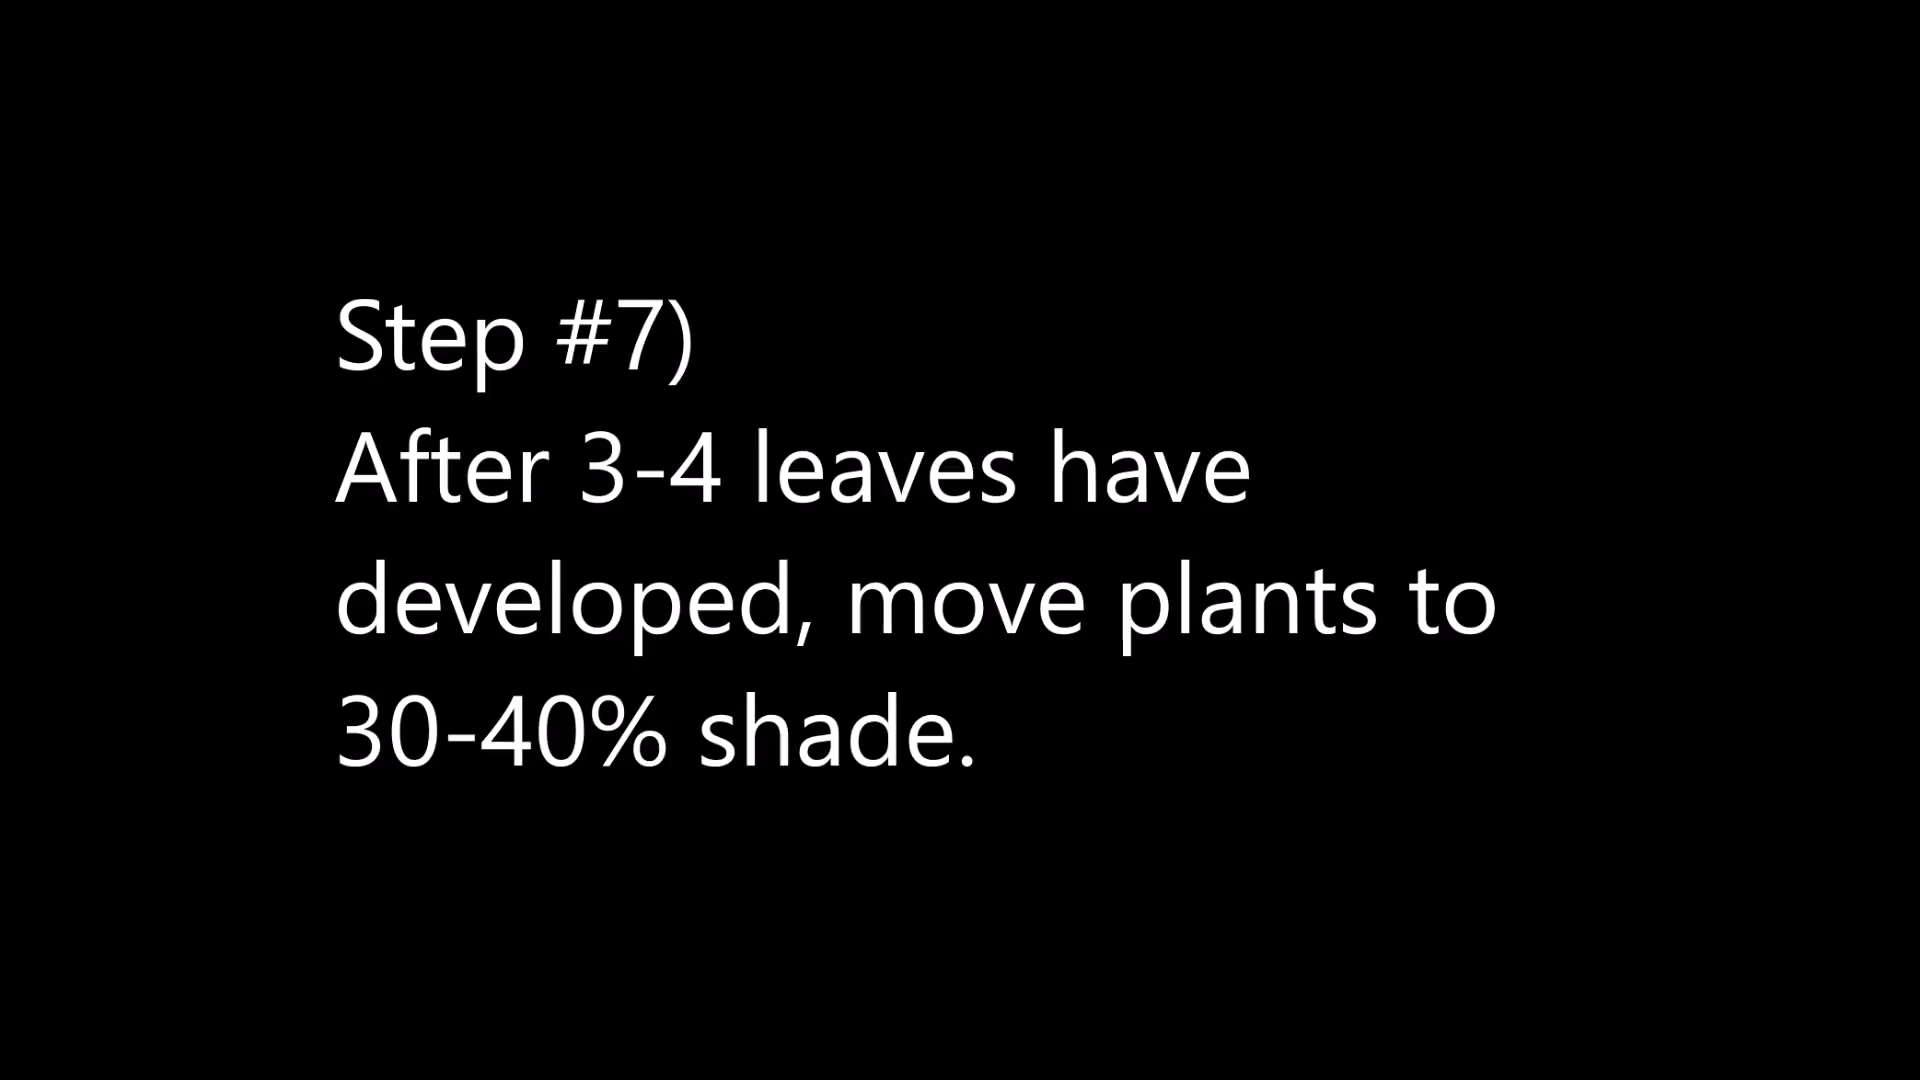 Step #7)
After 3-4 leaves have
developed, move plants to
30-40% shade.